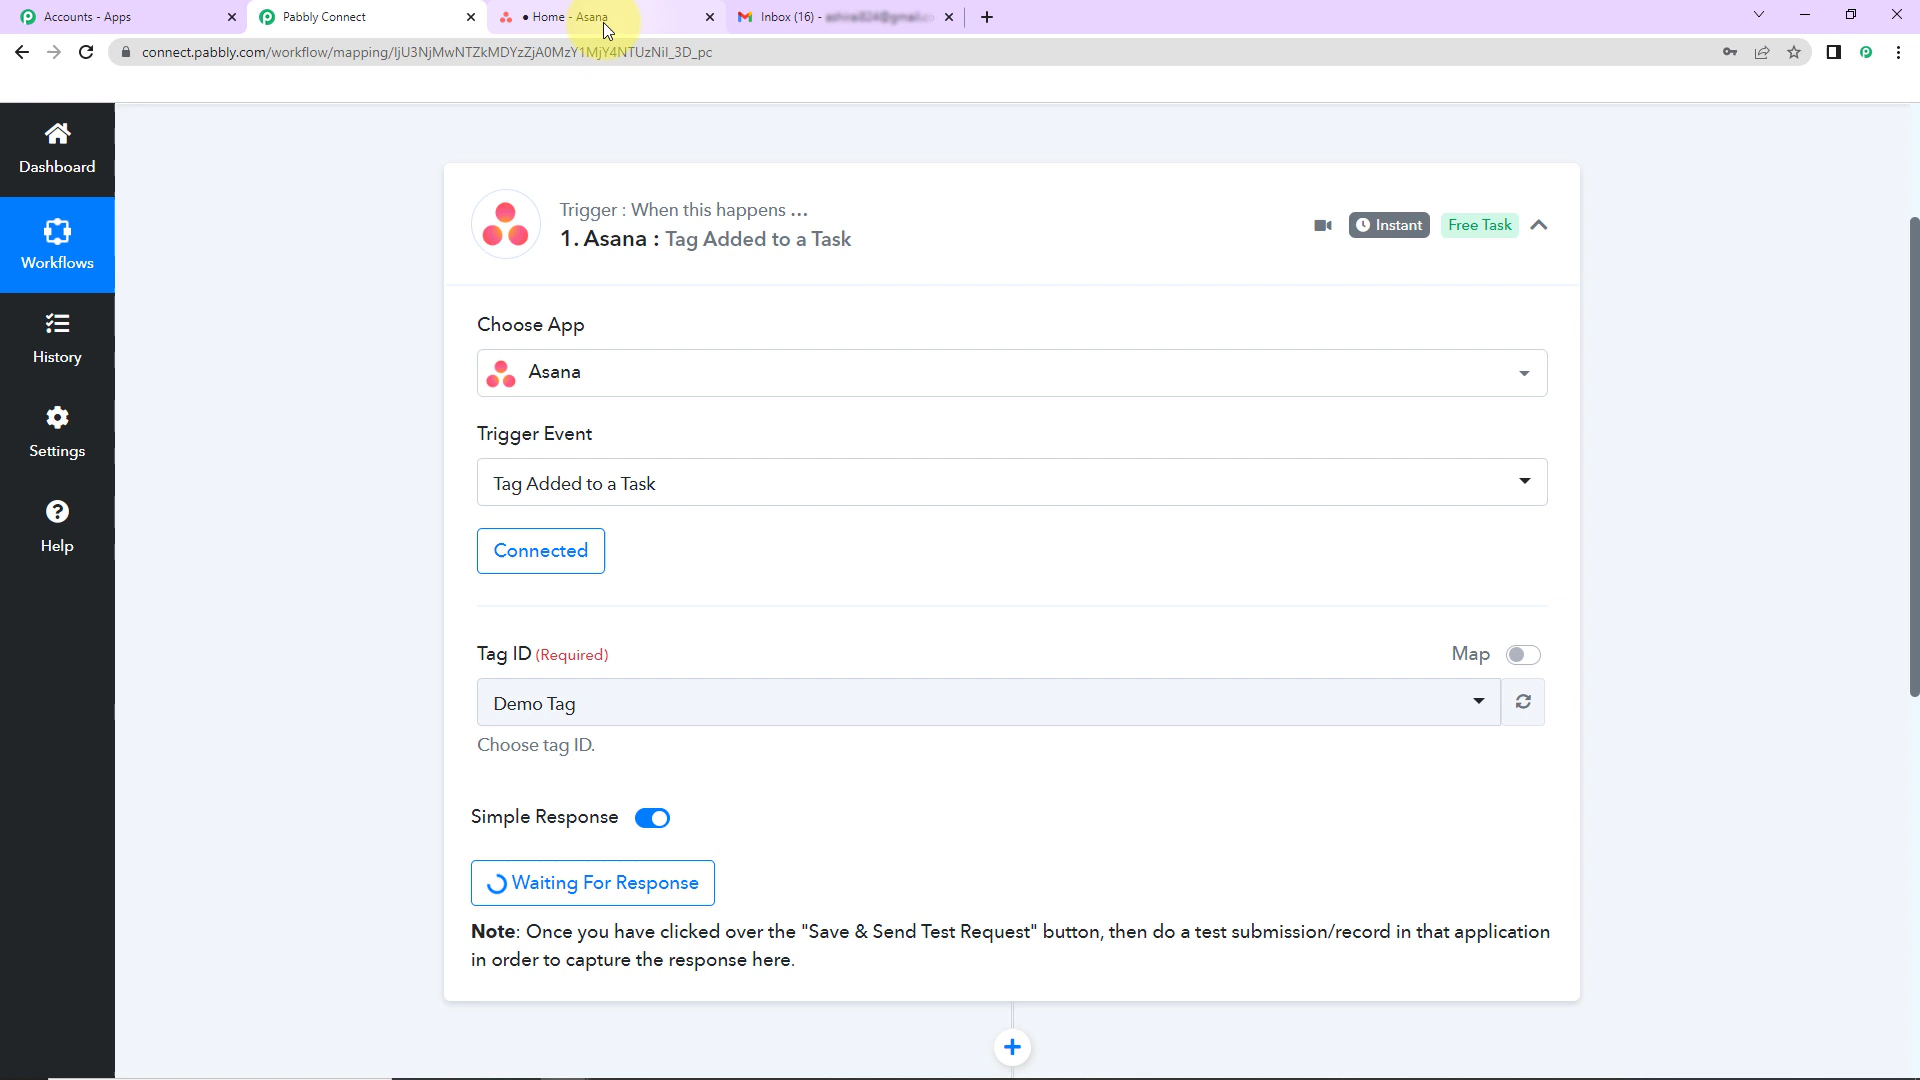 Accounts - Apps
Pabbly Connect
• Home - Asana
Inbox (16) -
connect.pabbly.com/workflow/mapping/
Dashboard
Workflows
History
Settings
Help
Trigger : When this happens ...
1. Asana : Tag Added to a Task
Instant
Free Task
Choose App
Asana
Trigger Event
Tag Added to a Task
Connected
Tag ID (Required)
Map
Demo Tag
Choose tag ID.
Simple Response
Waiting For Response
Note: Once you have clicked over the "Save & Send Test Request" button, then do a test submission/record in that application
in order to capture the response here.